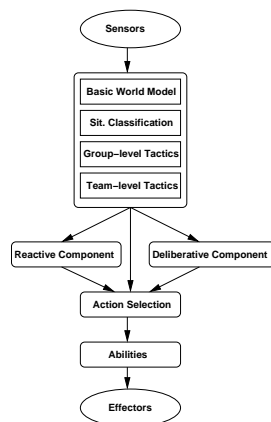 Sensors
Basic World Model
Sit. Classification
Group-level Tactics
Team-level Tactics
Reactive Component
Deliberative Component
Action Selection
Abilities
Effectors